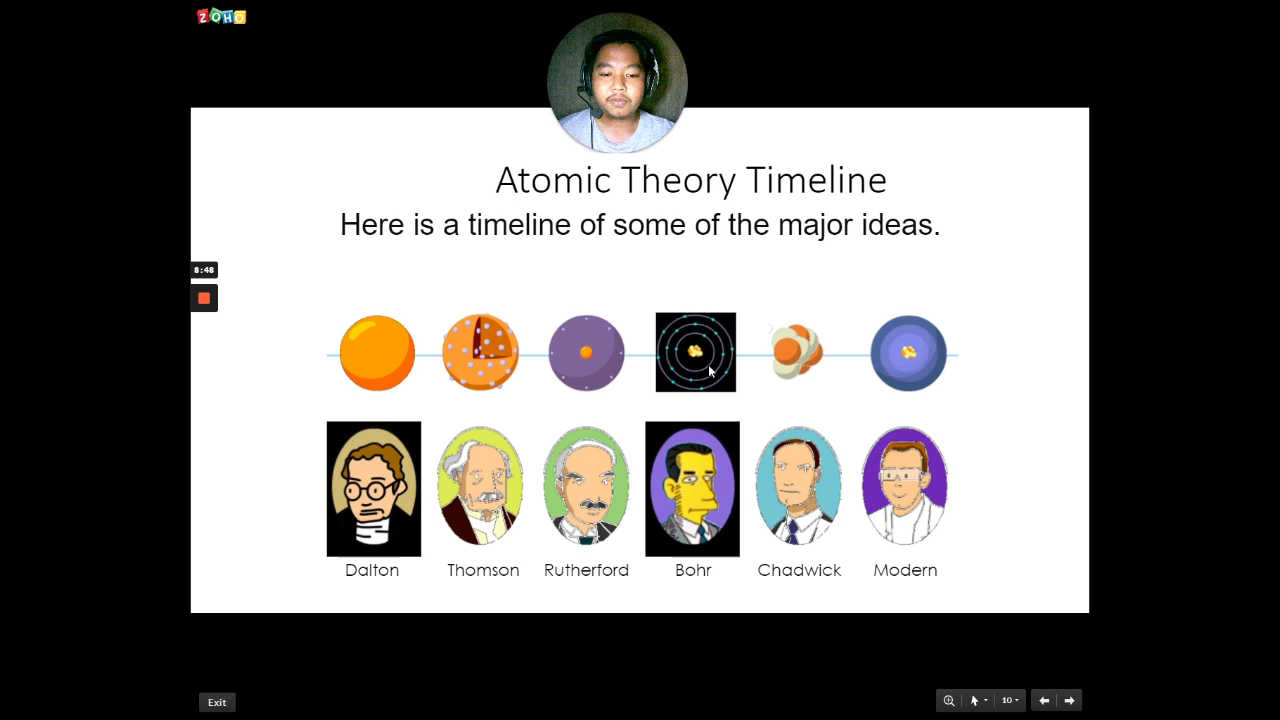 ZOHO
Atomic Theory Timeline
Here is a timeline of some of the major ideas.
8:48
Dalton Thomson Rutherford Bohr Chadwick Modern
Exit
10